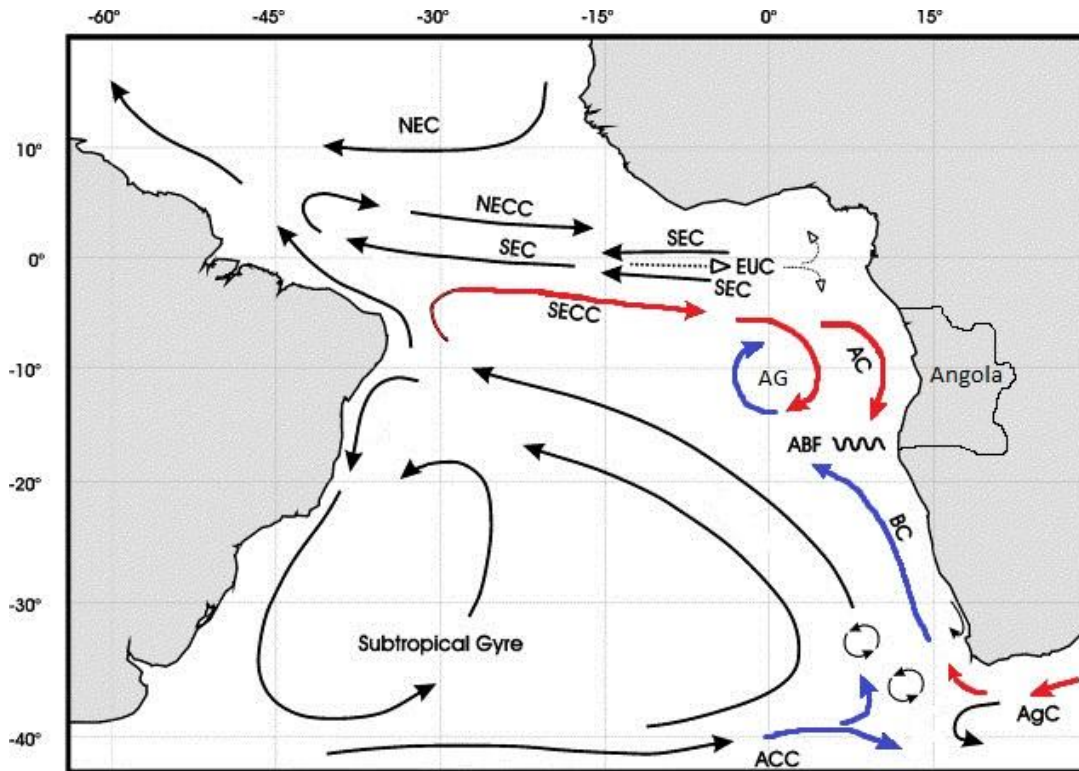 -60° -45° -30° -15° 0° 15°
10°
NEC
NECC
SEC
SEC
0°
EUC
SEC
SECC
AC
-10°
AG
Angola
ABF
-20°
BC
-30°
Subtropical Gyre
AgC
-40°
ACC